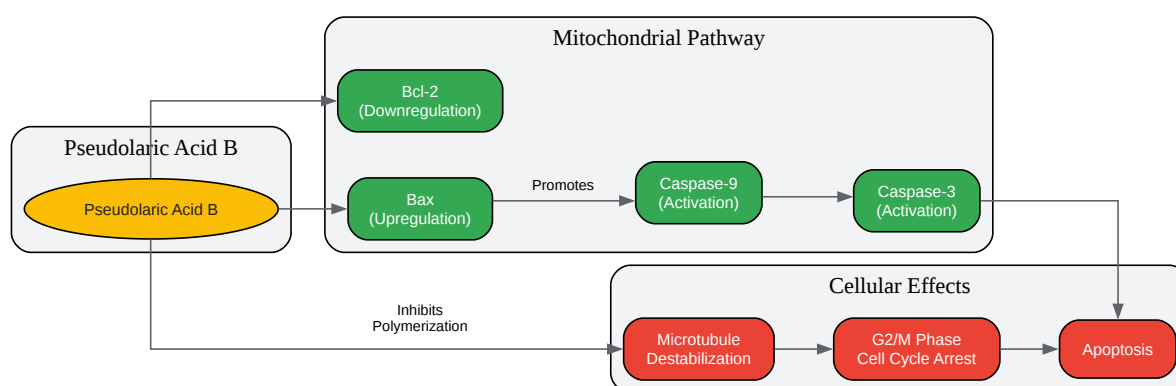 Mitochondrial Pathway
Bcl-2
(Downregulation)
Pseudolaric Acid B
Pseudolaric Acid B
Bax
(Upregulation)
Promotes
Caspase-9
(Activation)
Caspase-3
(Activation)
Cellular Effects
Inhibits
Polymerization
Microtubule
Destabilization
G2/M Phase
Cell Cycle Arrest
Apoptosis